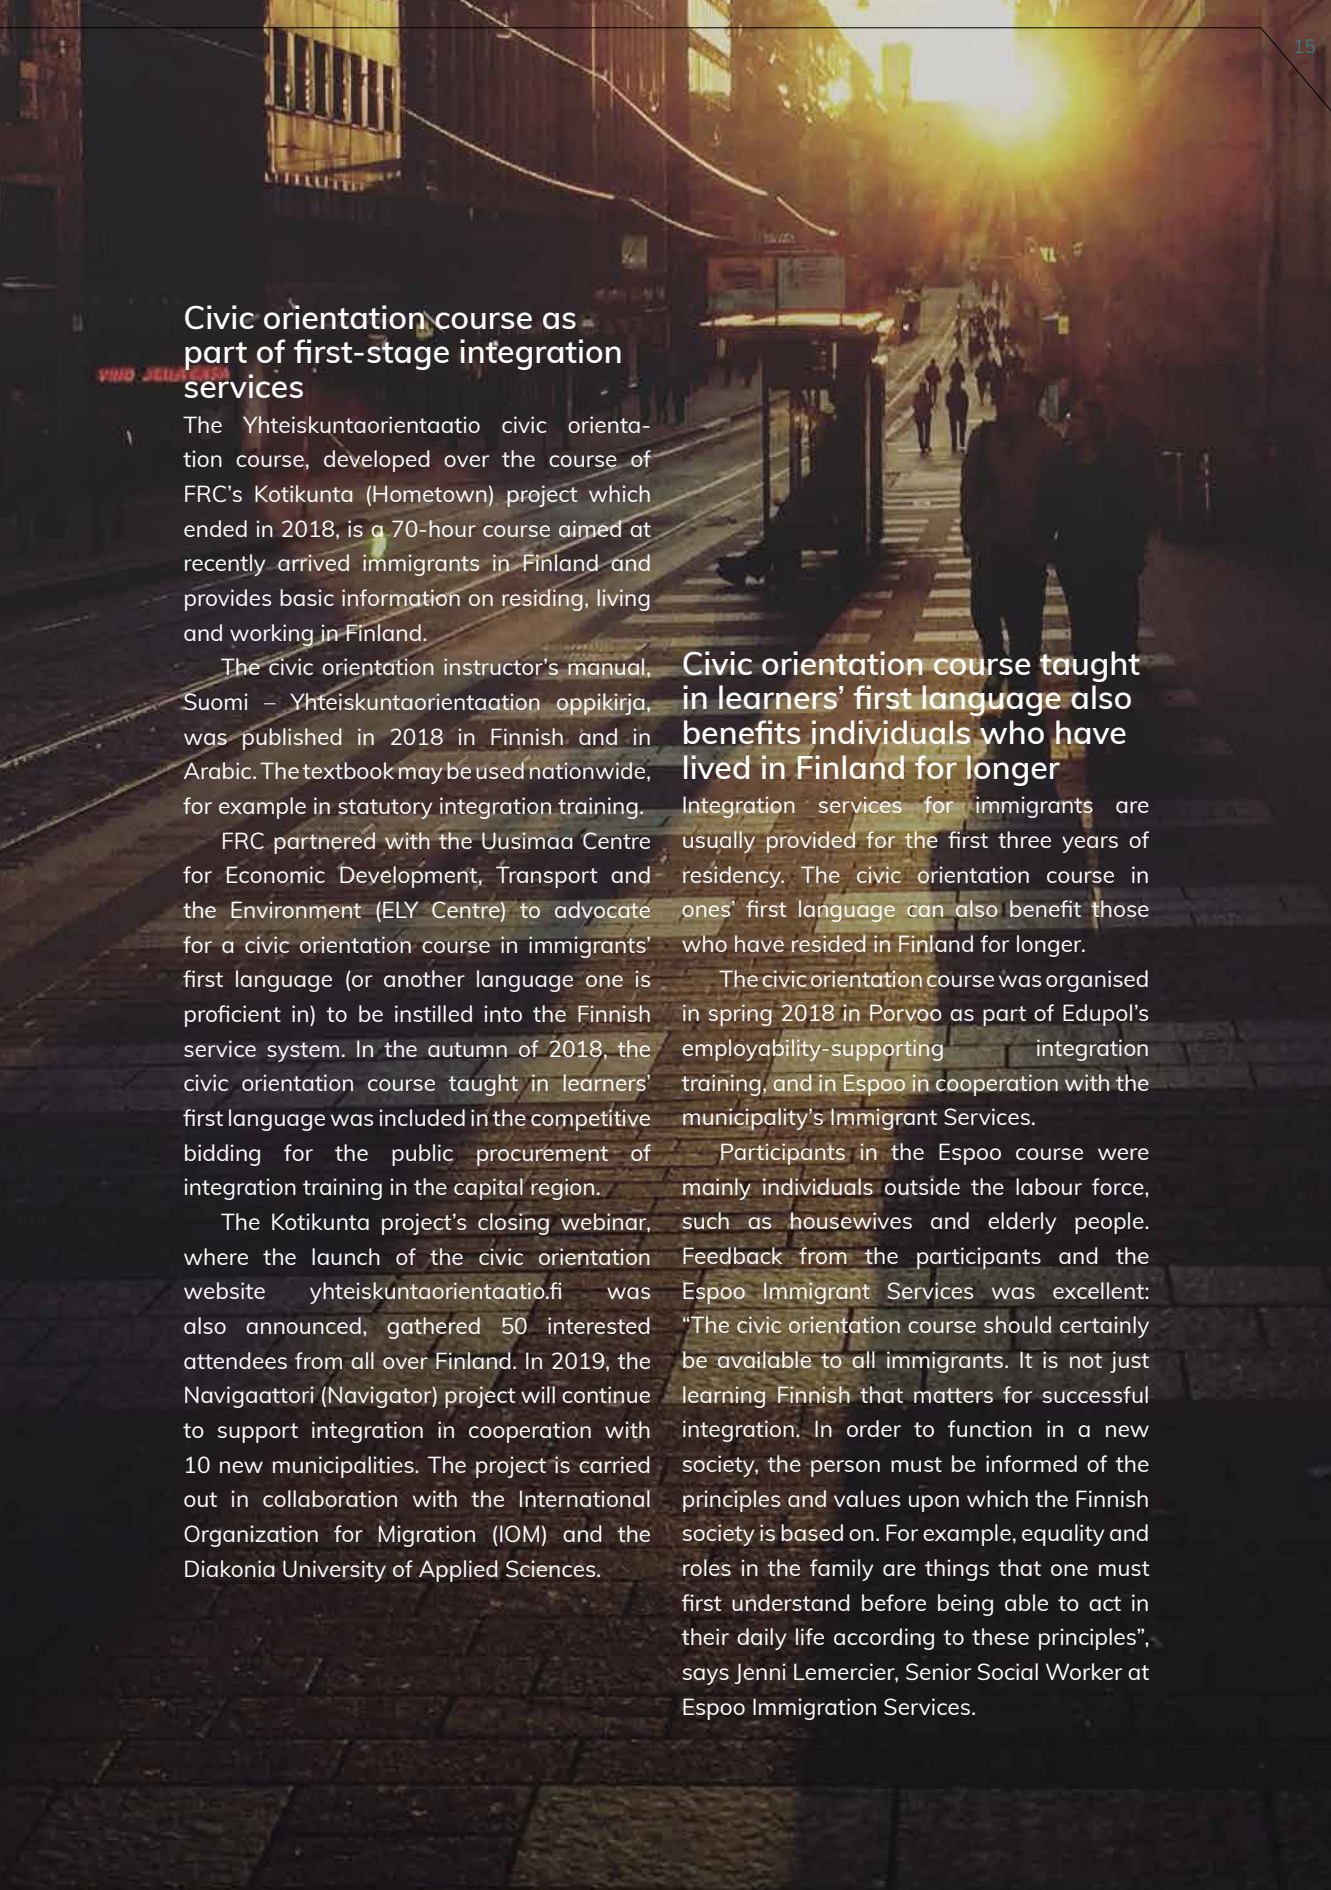 15
Civic orientation course as
part of first-stage integration
services
The Yhteiskuntaorientaatio civic orienta-
tion course, developed over the course of
FRC’s Kotikunta (Hometown) project which
ended in 2018, is a 70-hour course aimed at
recently arrived immigrants in Finland and
provides basic information on residing, living
and working in Finland.
The civic orientation instructor’s manual,
Suomi – Yhteiskuntaorientaation oppikirja,
was published in 2018 in Finnish and in
Arabic. The textbook may be used nationwide,
for example in statutory integration training.
FRC partnered with the Uusimaa Centre
for Economic Development, Transport and
the Environment (ELY Centre) to advocate
for a civic orientation course in immigrants’
first language (or another language one is
proficient in) to be instilled into the Finnish
service system. In the autumn of 2018, the
civic orientation course taught in learners’
first language was included in the competitive
bidding for the public procurement of
integration training in the capital region.
The Kotikunta project’s closing webinar,
where the launch of the civic orientation
website yhteiskuntaorientaatio.fi was
also announced, gathered 50 interested
attendees from all over Finland. In 2019, the
Navigaattori (Navigator) project will continue
to support integration in cooperation with
10 new municipalities. The project is carried
out in collaboration with the International
Organization for Migration (IOM) and the
Diakonia University of Applied Sciences.
Civic orientation course taught
in learners’ first language also
benefits individuals who have
lived in Finland for longer
Integration services for immigrants are
usually provided for the first three years of
residency. The civic orientation course in
ones’ first language can also benefit those
who have resided in Finland for longer.
The civic orientation course was organised
in spring 2018 in Porvoo as part of Edupol’s
employability-supporting integration
training, and in Espoo in cooperation with the
municipality’s Immigrant Services.
Participants in the Espoo course were
mainly individuals outside the labour force,
such as housewives and elderly people.
Feedback from the participants and the
Espoo Immigrant Services was excellent:
“The civic orientation course should certainly
be available to all immigrants. It is not just
learning Finnish that matters for successful
integration. In order to function in a new
society, the person must be informed of the
principles and values upon which the Finnish
society is based on. For example, equality and
roles in the family are things that one must
first understand before being able to act in
their daily life according to these principles”,
says Jenni Lemercier, Senior Social Worker at
Espoo Immigration Services.